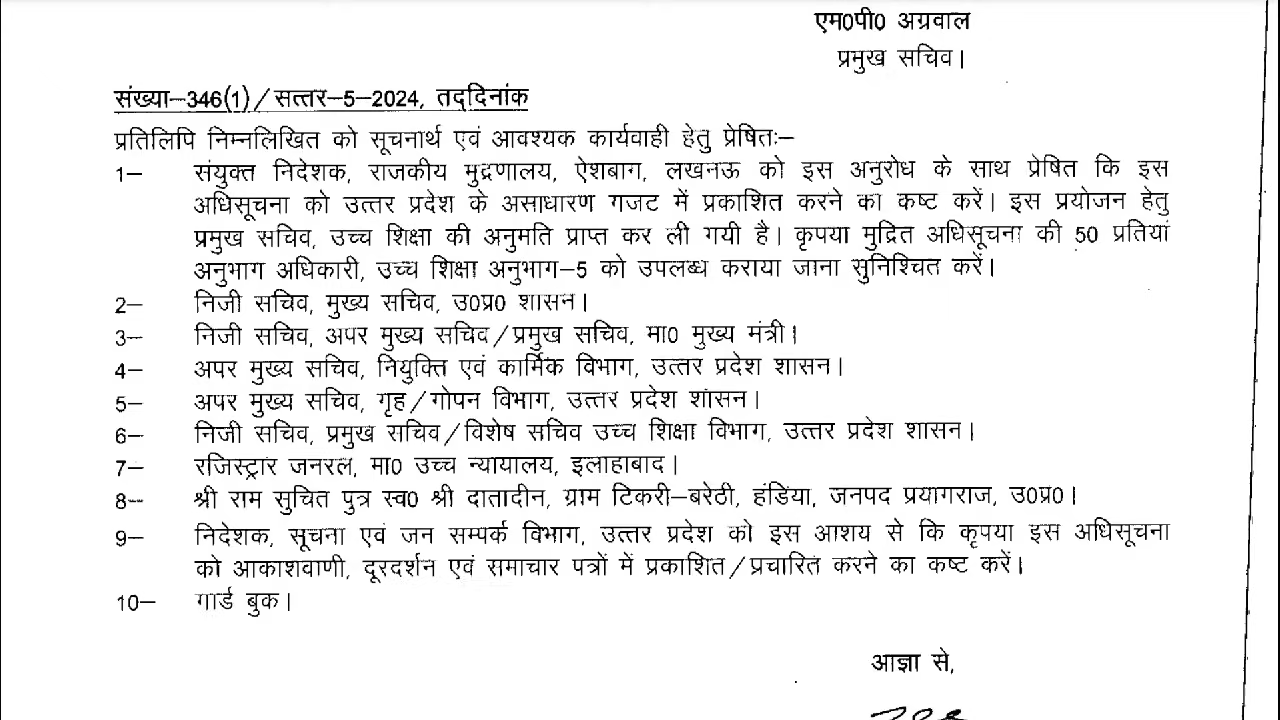 एम0पी0 अग्रवाल
प्रमुख सचिव।
संख्या–346(1)/सत्तर–5–2024, तद्दिनांक
प्रतिलिपि निम्नलिखित को सूचनार्थ एवं आवश्यक कार्यवाही हेतु प्रेषितः–
1– संयुक्त निदेशक, राजकीय मुद्रणालय, ऐशबाग, लखनऊ को इस अनुरोध के साथ प्रेषित कि इस
अधिसूचना को उत्तर प्रदेश के असाधारण गजट में प्रकाशित करने का कष्ट करें। इस प्रयोजन हेतु
प्रमुख सचिव, उच्च शिक्षा की अनुमति प्राप्त कर ली गयी है। कृपया मुद्रित अधिसूचना की 50 प्रतियां
अनुभाग अधिकारी, उच्च शिक्षा अनुभाग–5 को उपलब्ध कराया जाना सुनिश्चित करें।
2– निजी सचिव, मुख्य सचिव, उ0प्र0 शासन।
3– निजी सचिव, अपर मुख्य सचिव/प्रमुख सचिव, मा0 मुख्य मंत्री।
4– अपर मुख्य सचिव, नियुक्ति एवं कार्मिक विभाग, उत्तर प्रदेश शासन।
5– अपर मुख्य सचिव, गृह/गोपन विभाग, उत्तर प्रदेश शासन।
6– निजी सचिव, प्रमुख सचिव/विशेष सचिव उच्च शिक्षा विभाग, उत्तर प्रदेश शासन।
7– रजिस्ट्रार जनरल, मा0 उच्च न्यायालय, इलाहाबाद।
8– श्री राम सुचित पुत्र स्व0 श्री दातादीन, ग्राम टिकरी–बरेठी, हंडिया, जनपद प्रयागराज, उ0प्र0।
9– निदेशक, सूचना एवं जन सम्पर्क विभाग, उत्तर प्रदेश को इस आशय से कि कृपया इस अधिसूचना
को आकाशवाणी, दूरदर्शन एवं समाचार पत्रों में प्रकाशित/प्रचारित करने का कष्ट करें।
10– गार्ड बुक।
आज्ञा से,